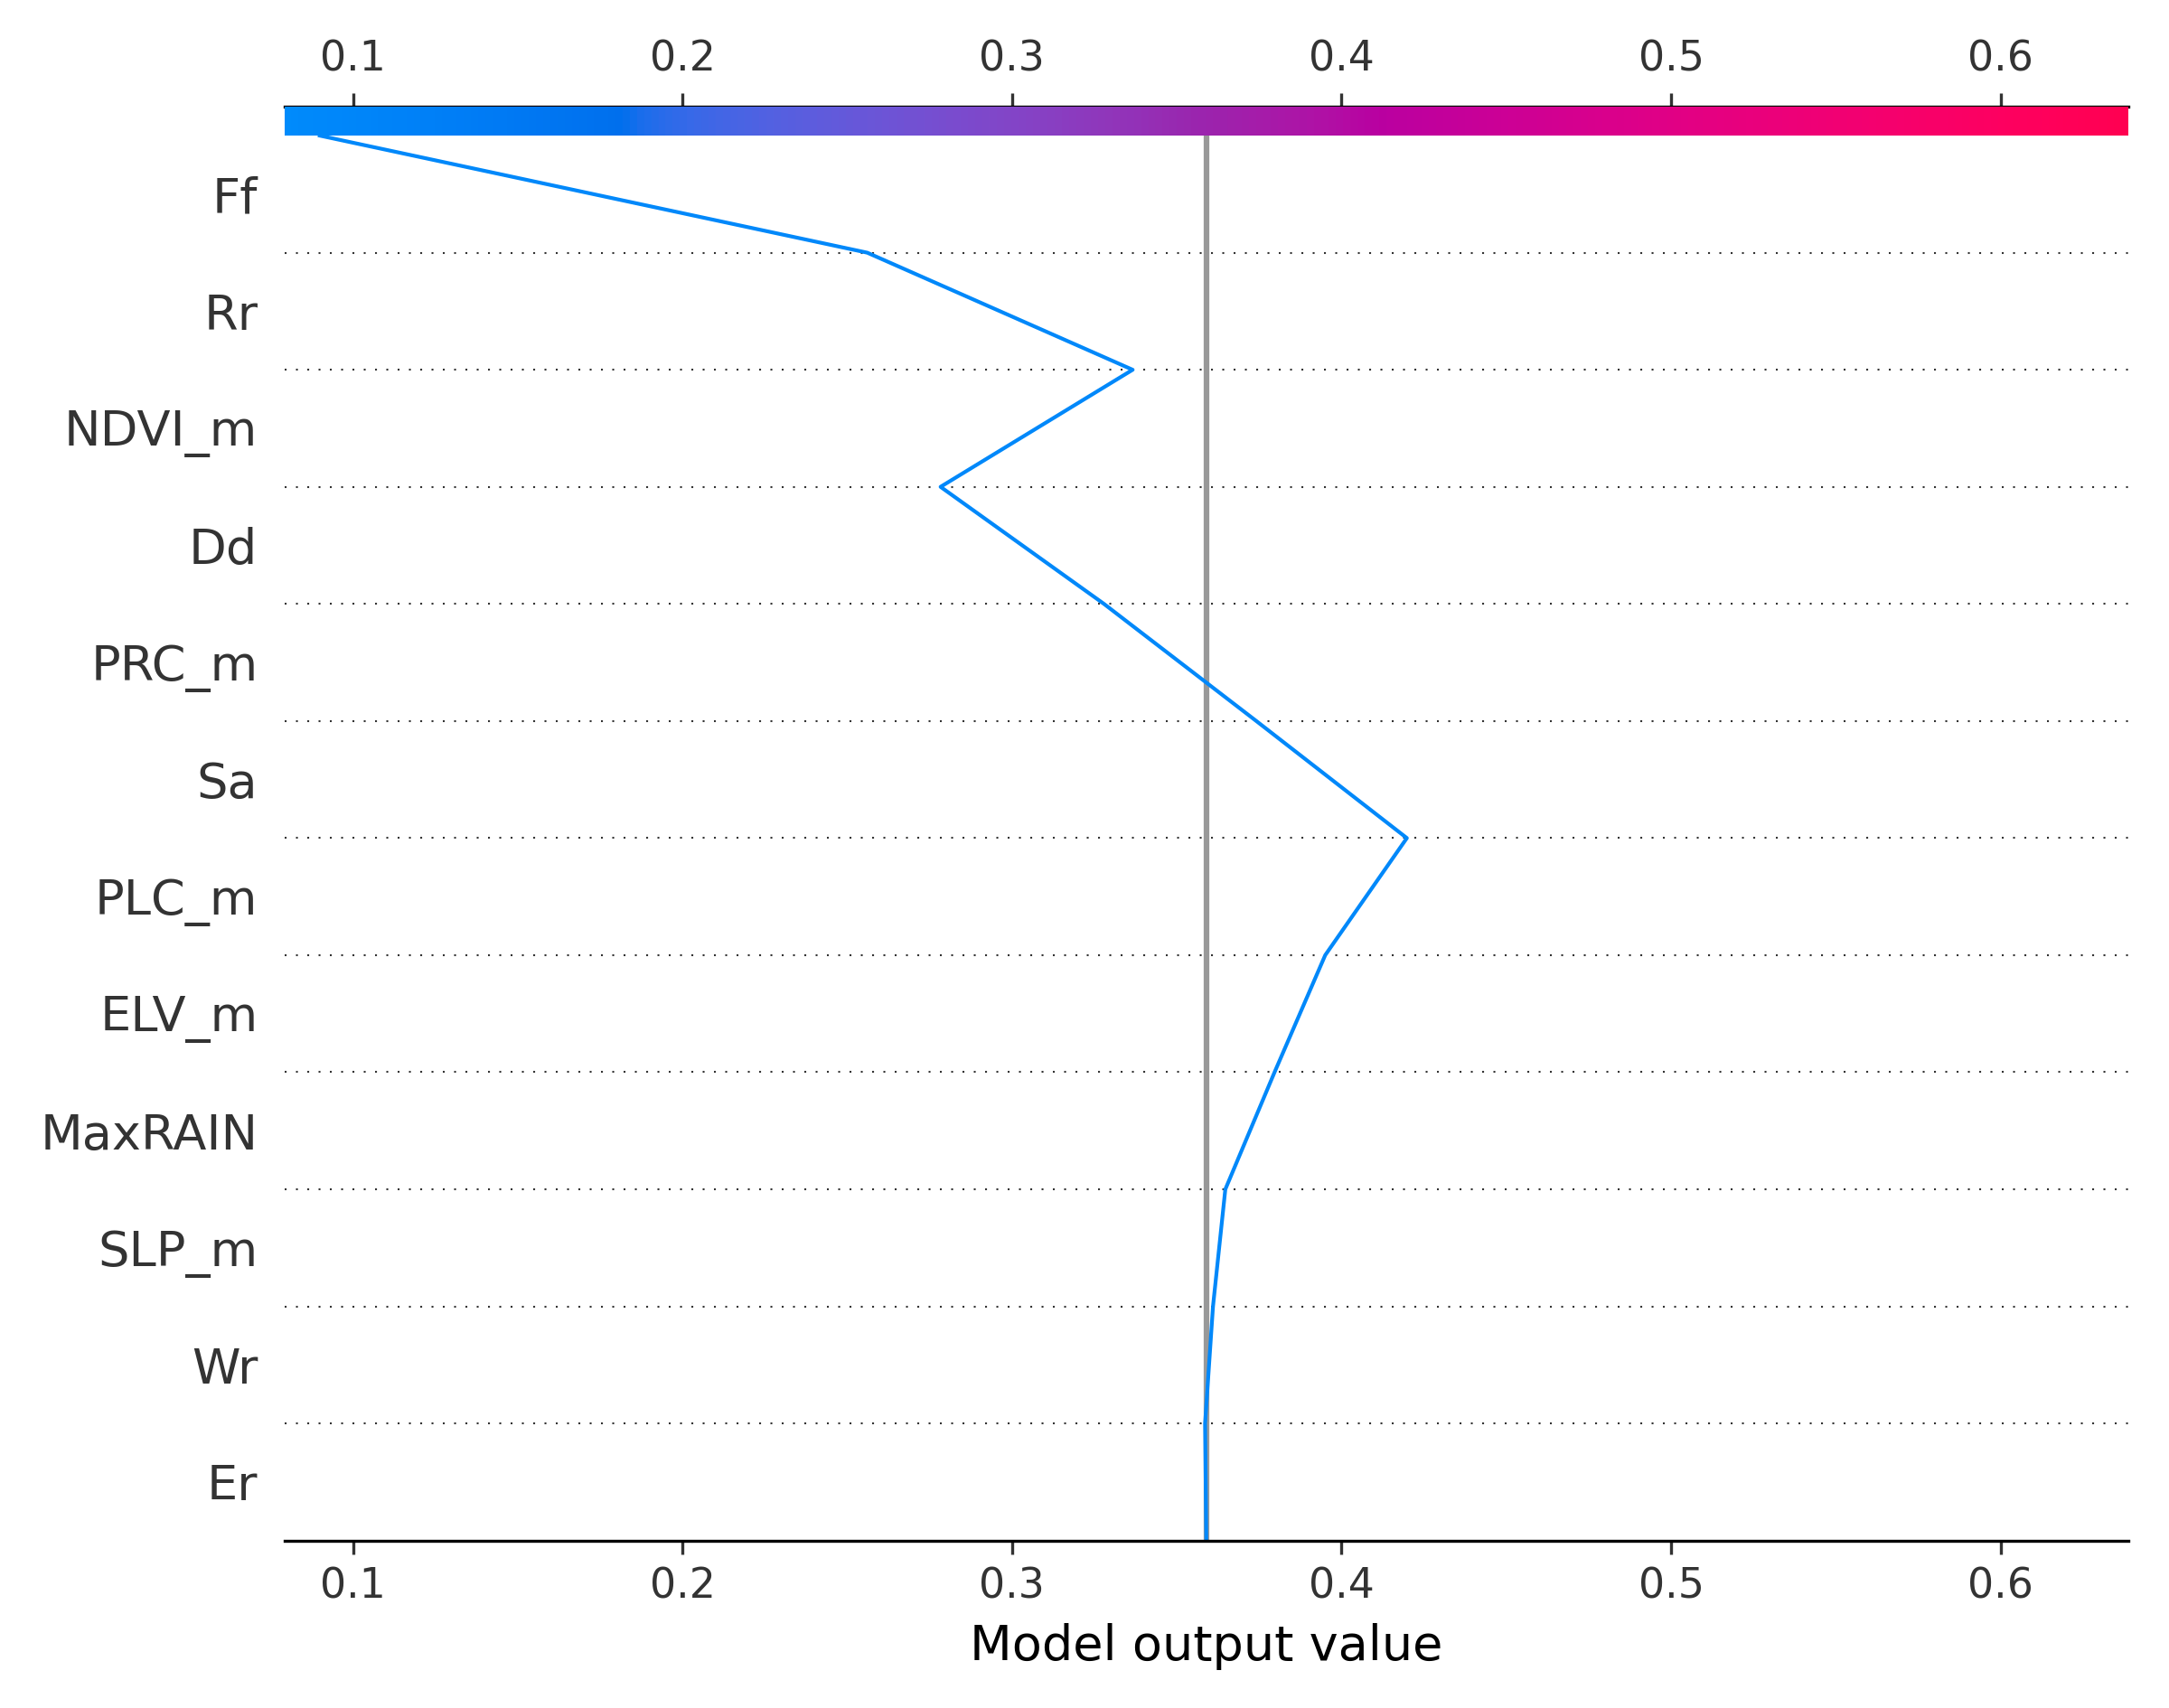 0.1 0.2 0.3 0.4 0.5 0.6
Ff
Rr
NDVI_m
Dd
PRC_m
Sa
PLC_m
ELV_m
MaxRAIN
SLP_m
Wr
Er
0.1 0.2 0.3 0.4 0.5 0.6
Model output value